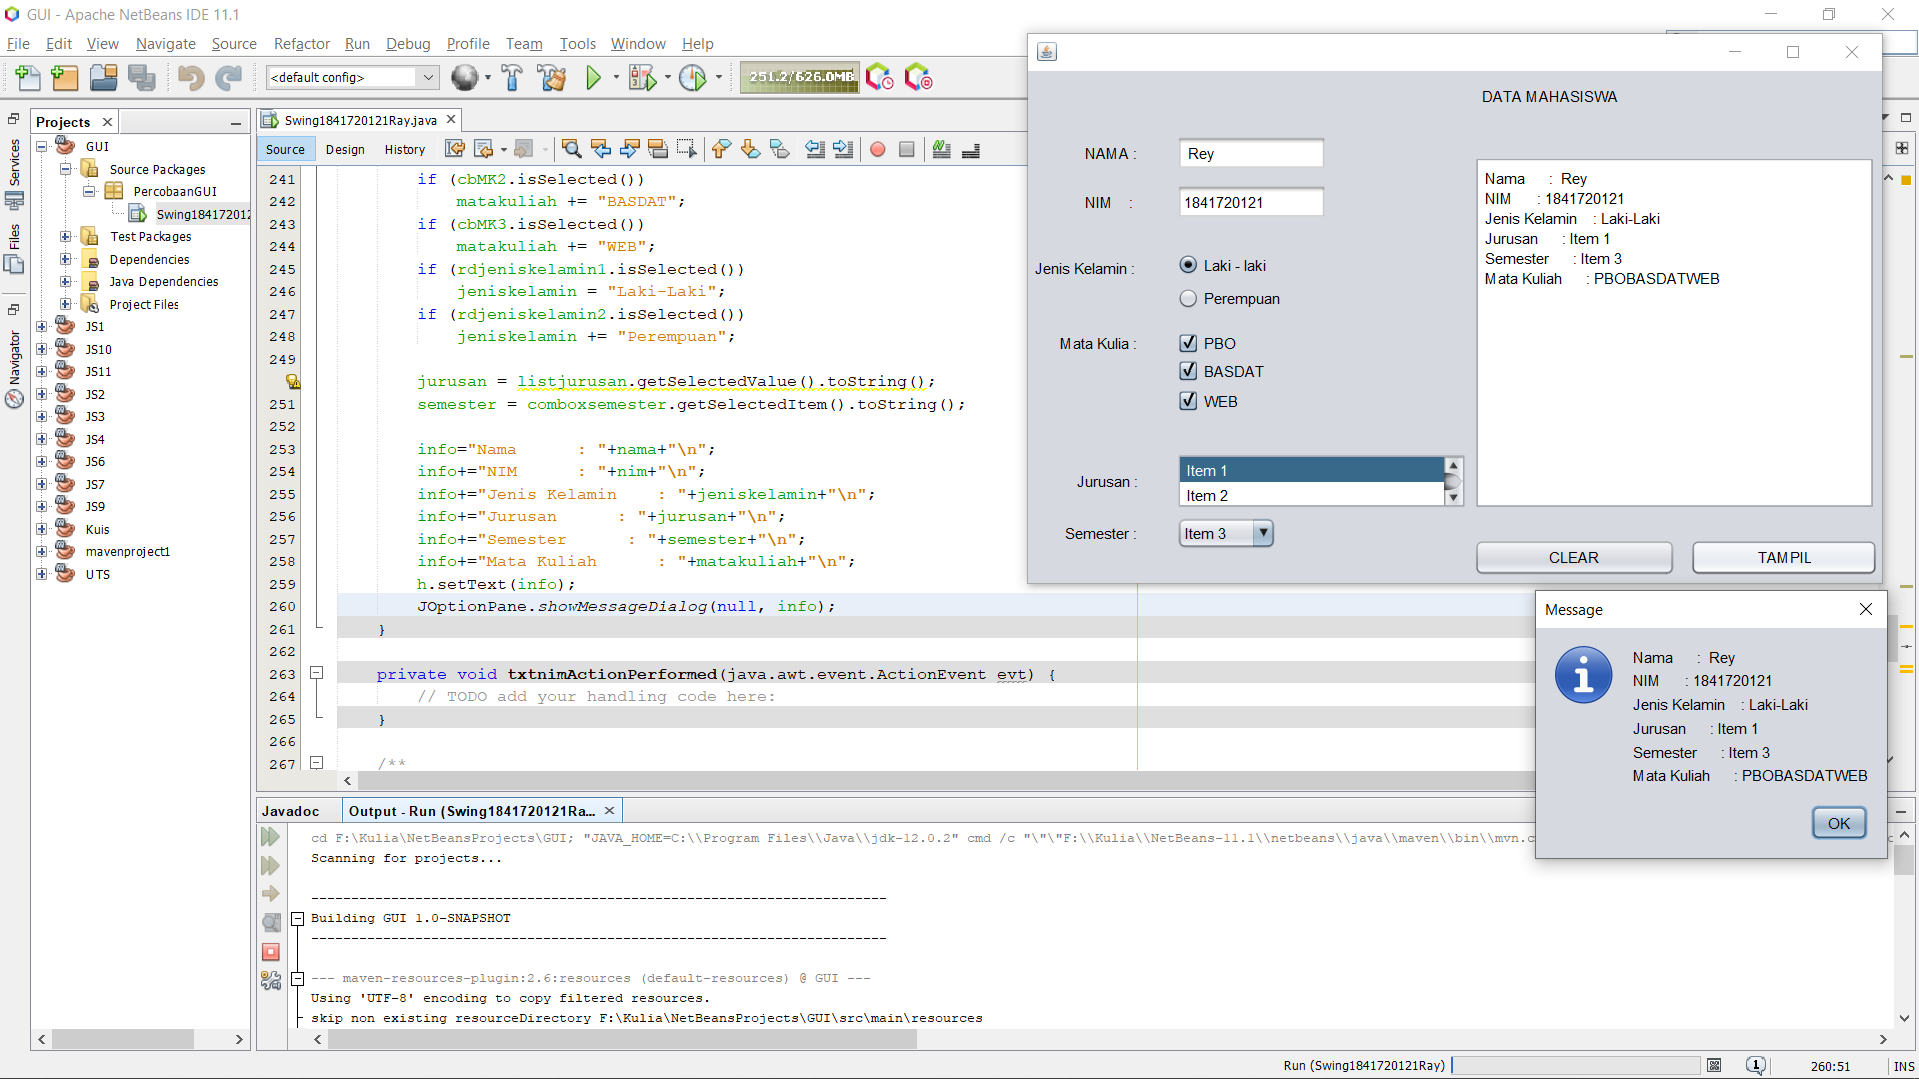 GUI - Apache NetBeans IDE 11.1
File Edit View Navigate Source Refactor Run Debug Profile Team Tools Window Help
<default config>
251.2/626.0MB
Projects
Services
Files
Navigator
GUI
Source Packages
PercobaanGUI
Swing184172012
Test Packages
Dependencies
Java Dependencies
Project Files
JS1
JS10
JS11
JS2
JS3
JS4
JS6
JS7
JS9
Kuis
mavenproject1
UTS
Swing1841720121Ray.java
Source Design History
241 if (cbMK2.isSelected())
242 matakuliah += "BASDAT";
243 if (cbMK3.isSelected())
244 matakuliah += "WEB";
245 if (rdjeniskelamin1.isSelected())
246 jeniskelamin = "Laki-Laki";
247 if (rdjeniskelamin2.isSelected())
248 jeniskelamin += "Perempuan";
249
jurusan = listjurusan.getSelectedValue().toString();
251 semester = comboxsemester.getSelectedItem().toString();
252
253 info="Nama      : "+nama+"\n";
254 info+="NIM      : "+nim+"\n";
255 info+="Jenis Kelamin    : "+jeniskelamin+"\n";
256 info+="Jurusan      : "+jurusan+"\n";
257 info+="Semester      : "+semester+"\n";
258 info+="Mata Kuliah      : "+matakuliah+"\n";
259 h.setText(info);
260 JOptionPane.showMessageDialog(null, info);
261 }
262
263 private void txtnimActionPerformed(java.awt.event.ActionEvent evt) {
264 // TODO add your handling code here:
265 }
266
267 /**
DATA MAHASISWA
NAMA : Rey
NIM : 1841720121
Jenis Kelamin : Laki - laki
Perempuan
Mata Kulia : PBO
BASDAT
WEB
Jurusan : Item 1
Item 2
Semester : Item 3
Nama : Rey
NIM : 1841720121
Jenis Kelamin : Laki-Laki
Jurusan : Item 1
Semester : Item 3
Mata Kuliah : PBOBASDATWEB
CLEAR TAMPIL
Message
Nama : Rey
NIM : 1841720121
Jenis Kelamin : Laki-Laki
Jurusan : Item 1
Semester : Item 3
Mata Kuliah : PBOBASDATWEB
OK
Javadoc Output - Run (Swing1841720121Ra...
cd F:\Kulia\NetBeansProjects\GUI; "JAVA_HOME=C:\\Program Files\\Java\\jdk-12.0.2" cmd /c "\"\"F:\\Kulia\\NetBeans-11.1\\netbeans\\java\\maven\\bin\\mvn.c
Scanning for projects...
------------------------------------------------------------------------
Building GUI 1.0-SNAPSHOT
------------------------------------------------------------------------
--- maven-resources-plugin:2.6:resources (default-resources) @ GUI ---
Using 'UTF-8' encoding to copy filtered resources.
skip non existing resourceDirectory F:\Kulia\NetBeansProjects\GUI\src\main\resources
Run (Swing1841720121Ray) 1 260:51 INS